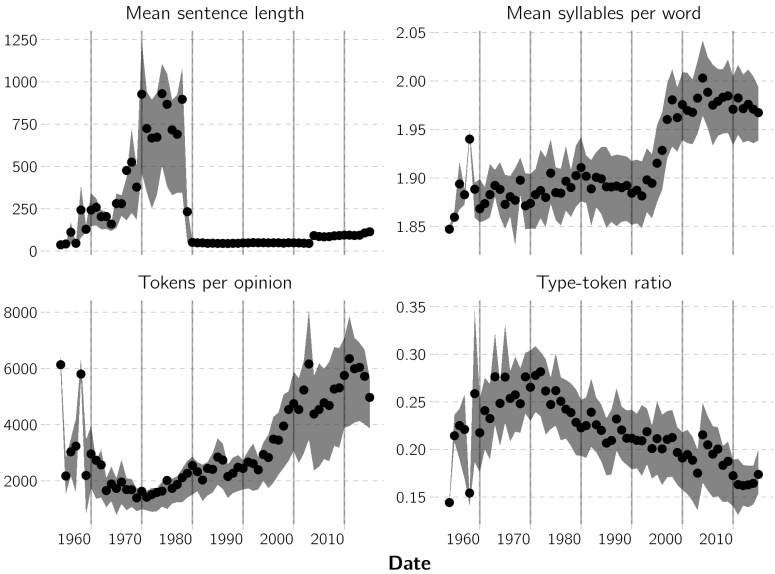 Mean sentence length
Mean syllables per word
1250
1000
750
500
250
0
2.05
2.00
1.95
1.90
1.85
Tokens per opinion
Type-token ratio
8000
6000
4000
2000
0.35
0.30
0.25
0.20
0.15
1960 1970 1980 1990 2000 2010
1960 1970 1980 1990 2000 2010
Date